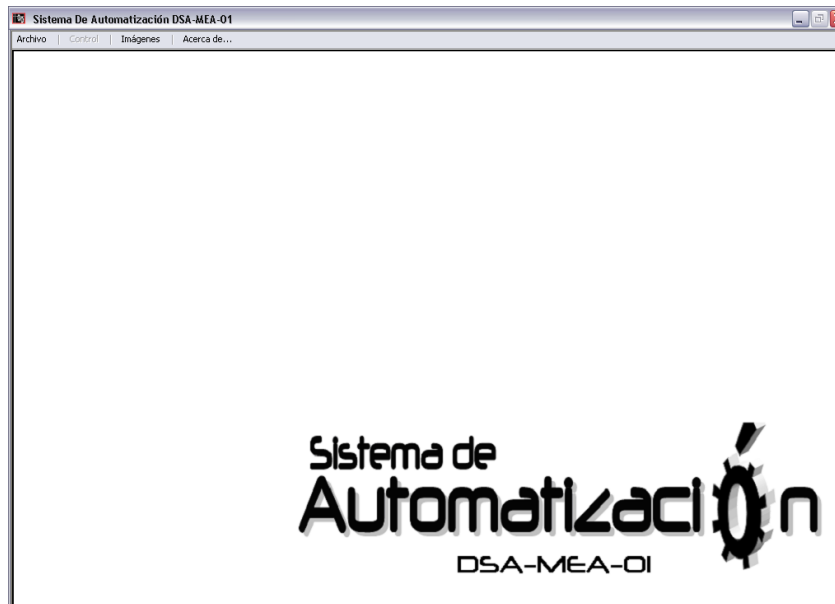 Sistema De Automatización DSA-MEA-01
Archivo | Control | Imágenes | Acerca de...
Sistema de
Automatización
DSA-MEA-01